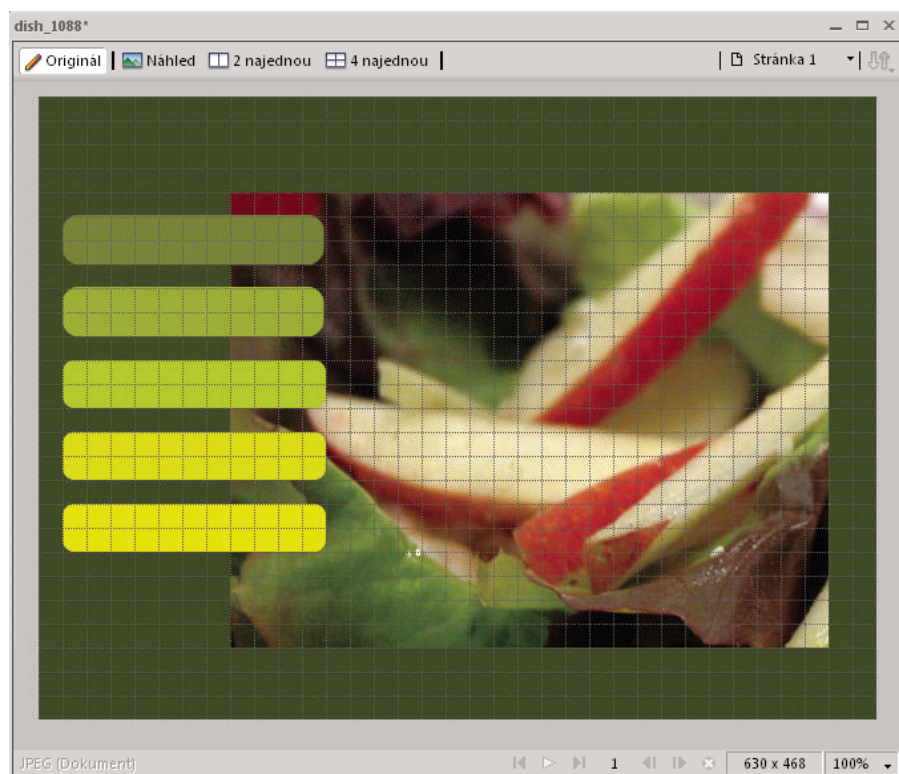 dish_1088*
Originál Náhled 2 najednou 4 najednou Stránka 1
JPEG (Dokument) 1 630 x 468 100%